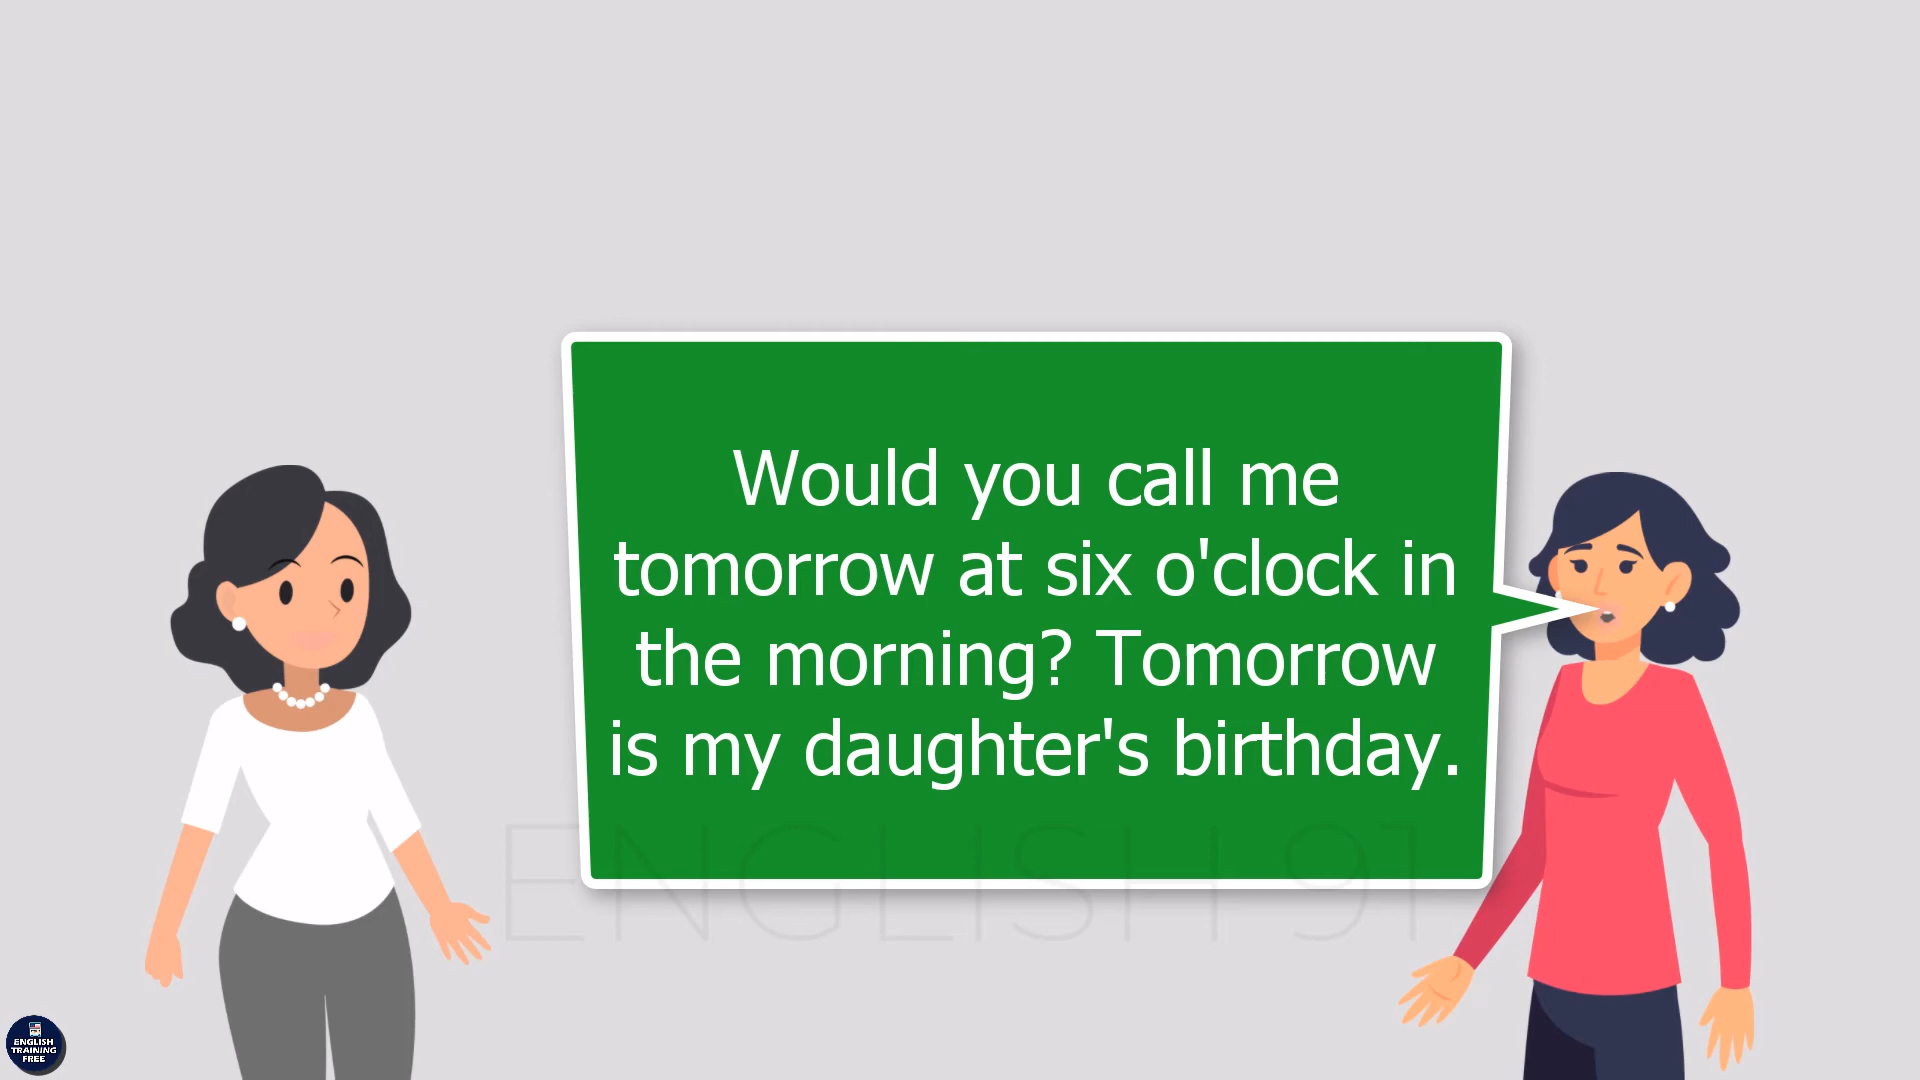 Would you call me
tomorrow at six o'clock in
the morning? Tomorrow
is my daughter's birthday.
ENGLISH 91
ENGLISH
TRAINING
FREE